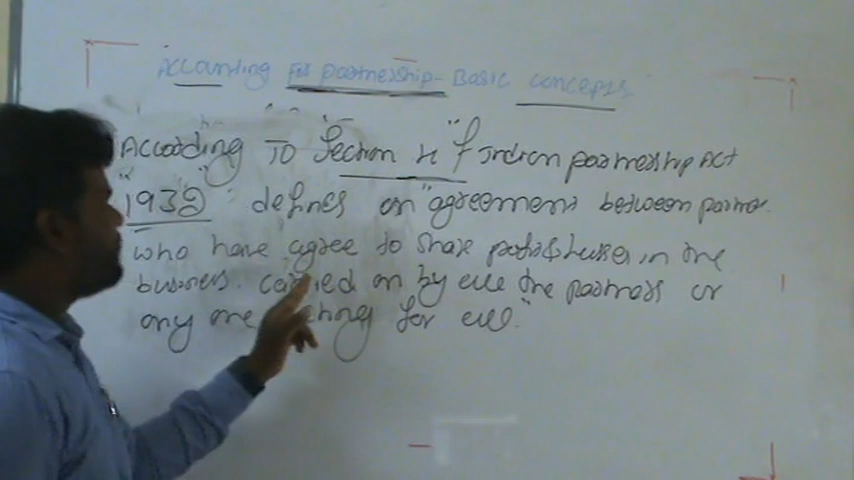 Accounting for partnership - Basic concepts
According To Section 4 of Indian partnership Act
"1932" defines an "agreement between partner
who have agree to share profits & losses in the
business. carried on by all the partners or
any one acting for all."